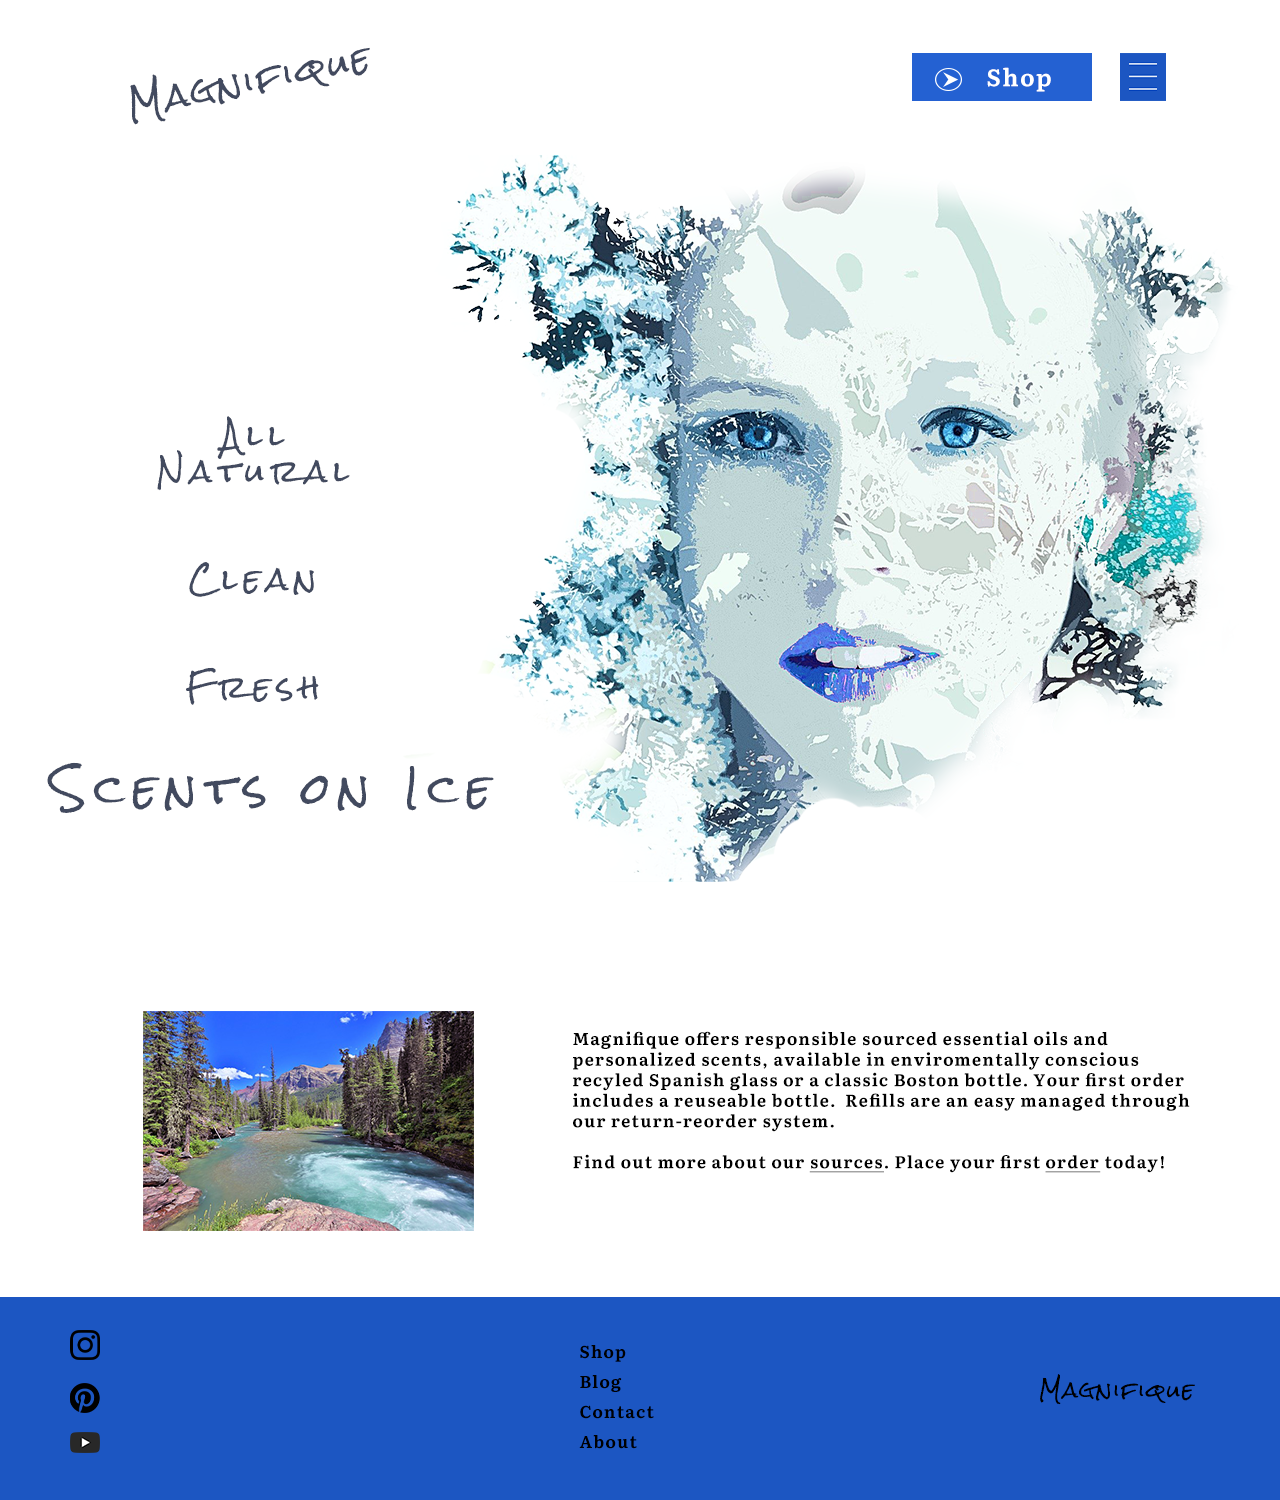 Magnifique
Shop
All
Natural
Clean
Fresh
Scents on Ice
Magnifique offers responsible sourced essential oils and
personalized scents, available in enviromentally conscious
recyled Spanish glass or a classic Boston bottle. Your first order
includes a reuseable bottle.  Refills are an easy managed through
our return-reorder system.
Find out more about our sources. Place your first order today!
Shop
Blog
Contact
About
Magnifique